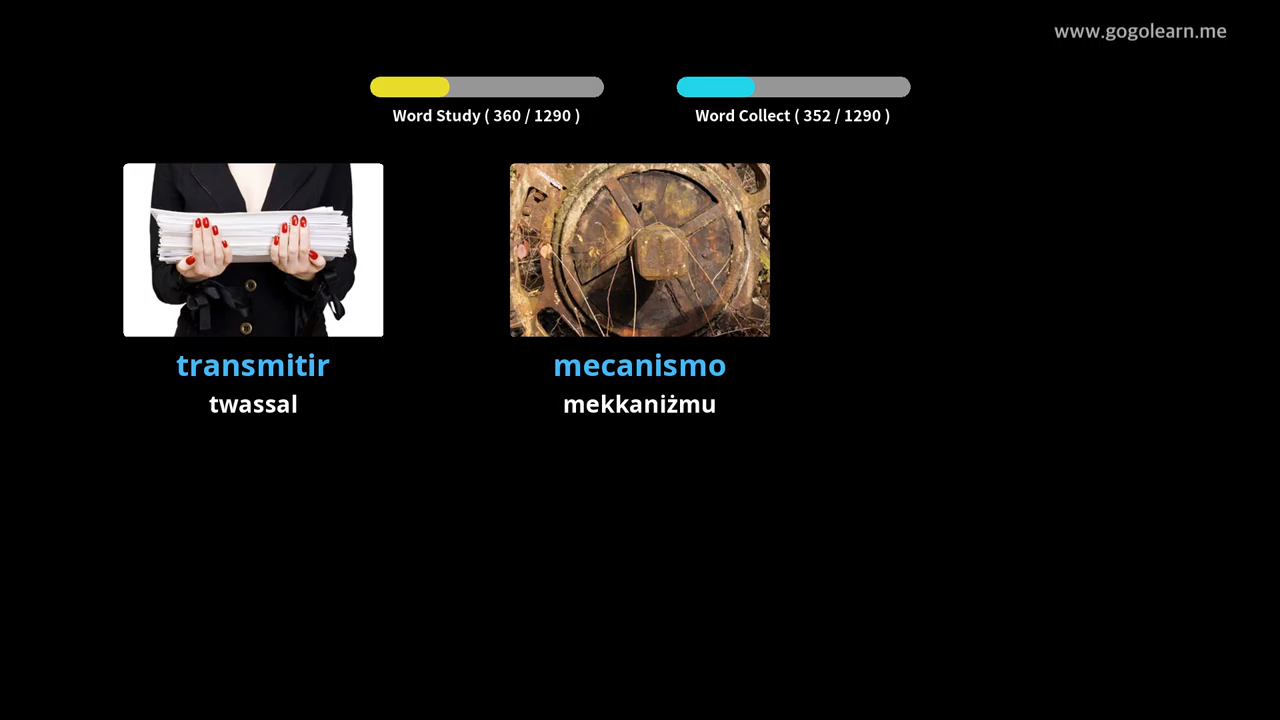 www.gogolearn.me
Word Study ( 360 / 1290 )
Word Collect ( 352 / 1290 )
transmitir
mecanismo
twassal
mekkaniżmu